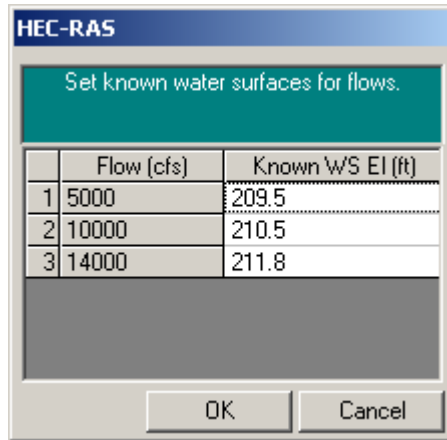 HEC-RAS
Set known water surfaces for flows.
Flow (cfs) Known WS El (ft)
1 5000 209.5
2 10000 210.5
3 14000 211.8
OK Cancel